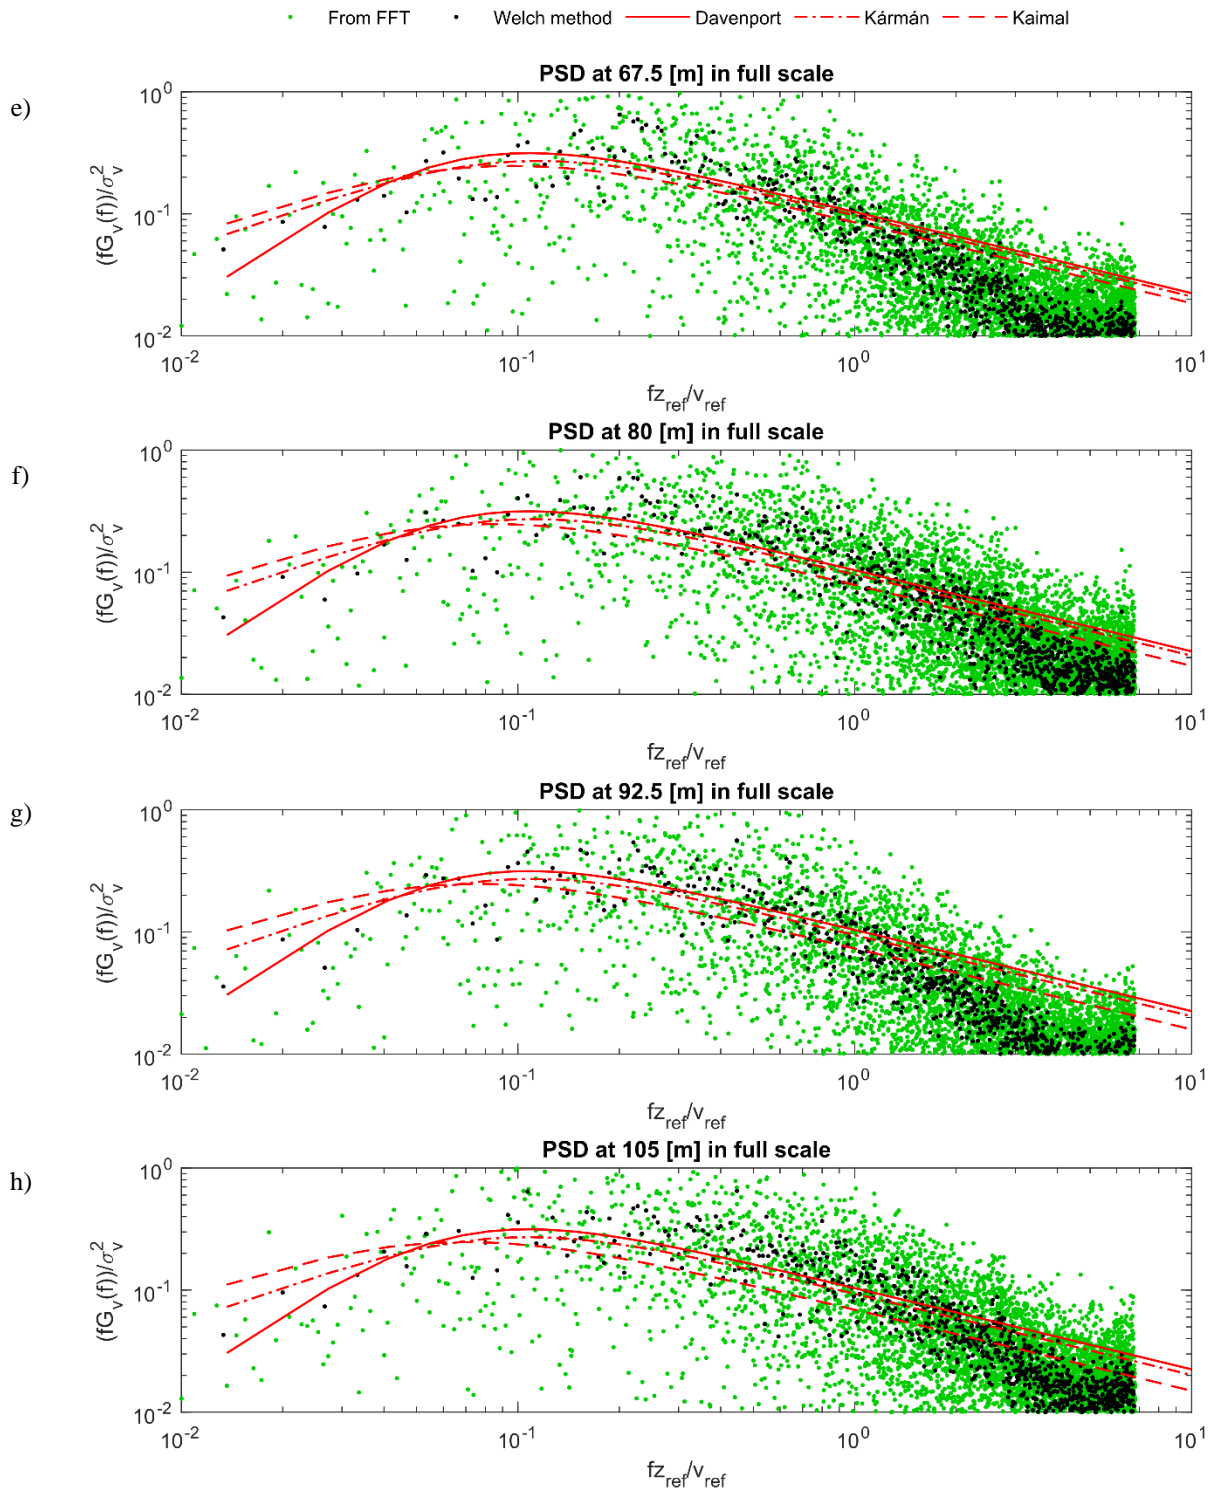 From FFT Welch method Davenport Kármán Kaimal
e)
PSD at 67.5 [m] in full scale
(fG_v(f))/σ_v^2
10^0
10^-1
10^-2
10^-2 10^-1 10^0 10^1
fz_ref/v_ref
f)
PSD at 80 [m] in full scale
(fG_v(f))/σ_v^2
10^0
10^-1
10^-2
10^-2 10^-1 10^0 10^1
fz_ref/v_ref
g)
PSD at 92.5 [m] in full scale
(fG_v(f))/σ_v^2
10^0
10^-1
10^-2
10^-2 10^-1 10^0 10^1
fz_ref/v_ref
h)
PSD at 105 [m] in full scale
(fG_v(f))/σ_v^2
10^0
10^-1
10^-2
10^-2 10^-1 10^0 10^1
fz_ref/v_ref